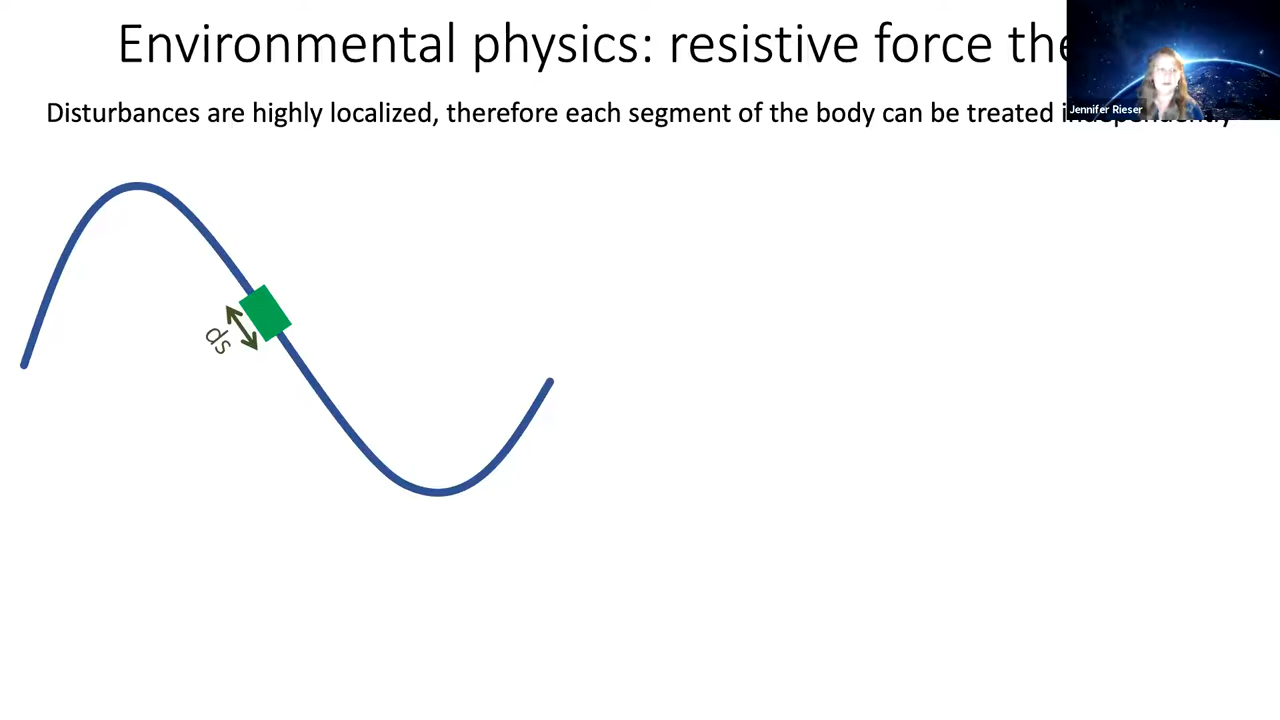 Environmental physics: resistive force the
Disturbances are highly localized, therefore each segment of the body can be treated independently
Jennifer Rieser
ds